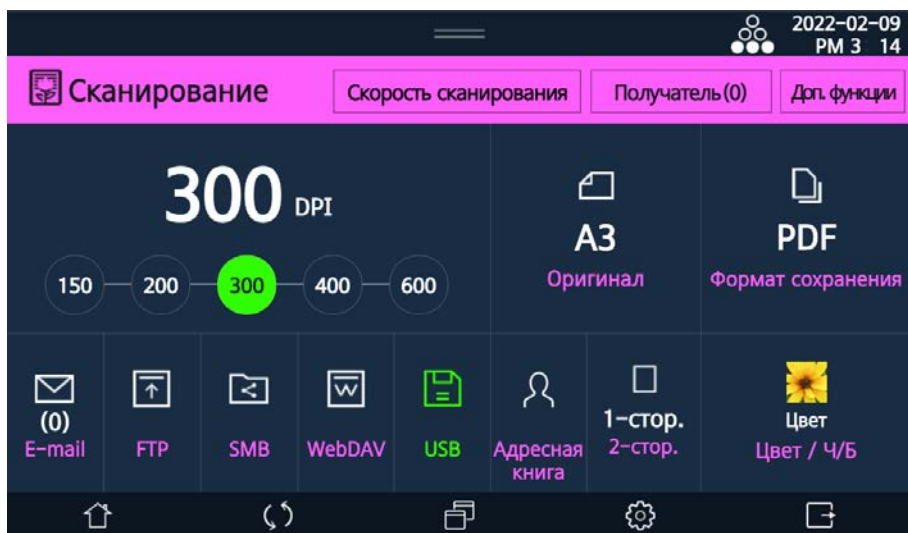 2022-02-09
PM 3 14
Сканирование
Скорость сканирования
Получатель (0)
Доп. функции
300 DPI
150
200
300
400
600
A3
Оригинал
PDF
Формат сохранения
(0)
E-mail
FTP
SMB
W
WebDAV
USB
Адресная
книга
1-стор.
2-стор.
Цвет
Цвет / Ч/Б